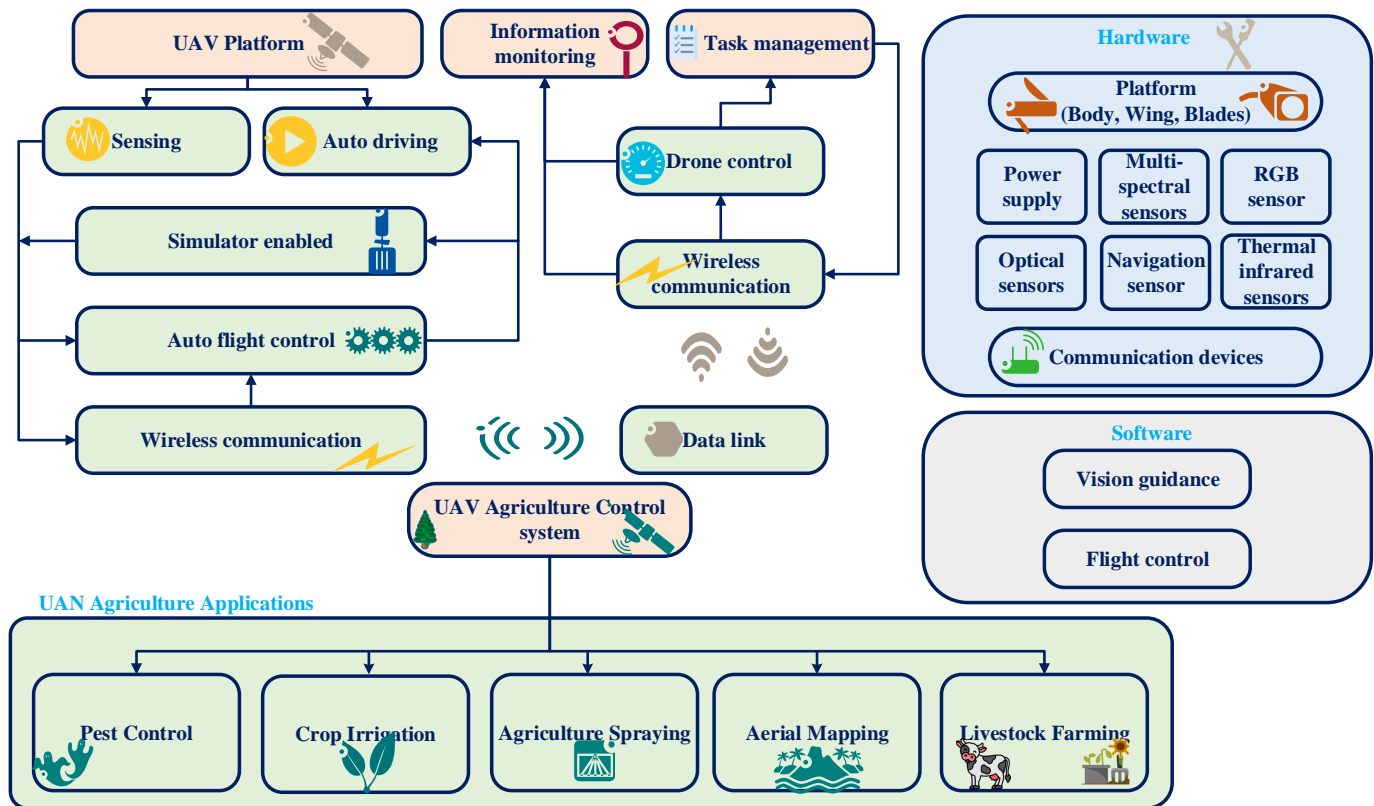 UAV Platform
Sensing
Auto driving
Simulator enabled
Auto flight control
Wireless communication
Information
monitoring
Task management
Drone control
Wireless
communication
Data link
Hardware
Platform
(Body, Wing, Blades)
Power
supply
Multi-
spectral
sensors
RGB
sensor
Optical
sensors
Navigation
sensor
Thermal
infrared
sensors
Communication devices
Software
Vision guidance
Flight control
UAV Agriculture Control
system
UAN Agriculture Applications
Pest Control
Crop Irrigation
Agriculture Spraying
Aerial Mapping
Livestock Farming